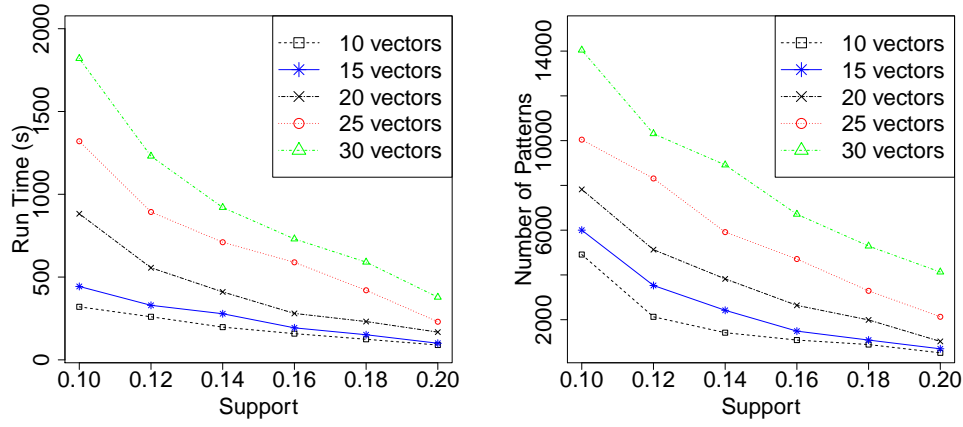 Run Time (s)
2000
1500
1000
500
0
0.10 0.12 0.14 0.16 0.18 0.20
Support
10 vectors
15 vectors
20 vectors
25 vectors
30 vectors
Number of Patterns
14000
10000
6000
2000
0.10 0.12 0.14 0.16 0.18 0.20
Support
10 vectors
15 vectors
20 vectors
25 vectors
30 vectors